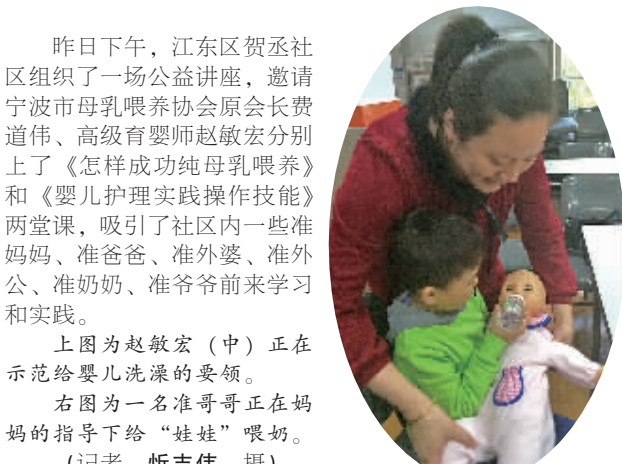 昨日下午，江东区贺丞社
区组织了一场公益讲座，邀请
宁波市母乳喂养协会原会长费
道伟、高级育婴师赵敏宏分别
上了《怎样成功纯母乳喂养》
和《婴儿护理实践操作技能》
两堂课，吸引了社区内一些准
妈妈、准爸爸、准外婆、准外
公、准奶奶、准爷爷前来学习
和实践。
上图为赵敏宏（中）正在
示范给婴儿洗澡的要领。
右图为一名准哥哥正在妈
妈的指导下给“娃娃”喂奶。
（记者 忻志伟 摄）